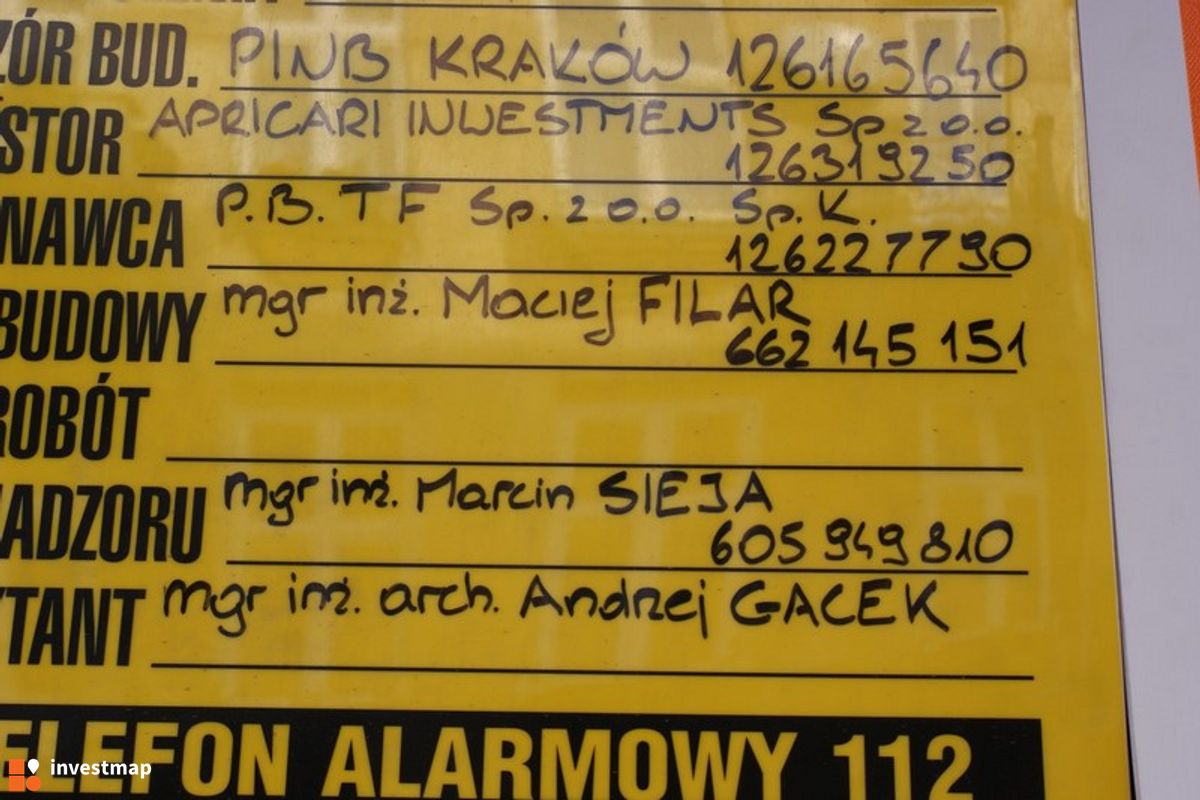 ZÓR BUD. PINB KRAKÓW 126165640
STOR APRICARI INWESTMENTS Sp z o.o.
126319250
NAWCA P.B. TF Sp. z o.o. Sp. K.
126227790
BUDOWY mgr inż. Maciej FILAR
662 145 151
ROBÓT
ADZORU mgr inż. Marcin SIEJA
605 949 810
TANT mgr inż. arch. Andrzej GACEK
ELEFON ALARMOWY 112
investmap